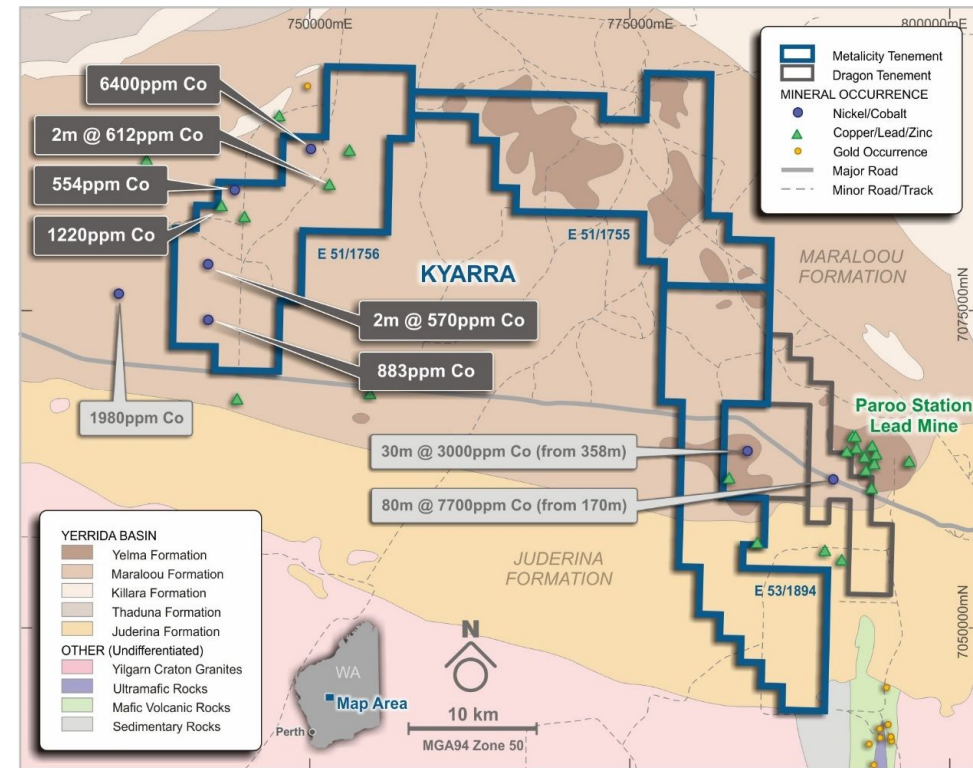 750000mE
775000mE
800000mE
6400ppm Co
2m @ 612ppm Co
554ppm Co
1220ppm Co
Metalicity Tenement
Dragon Tenement
MINERAL OCCURRENCE
Nickel/Cobalt
Copper/Lead/Zinc
Gold Occurrence
Major Road
Minor Road/Track
E 51/1756
E 51/1755
KYARRA
MARALOOU
FORMATION
7075000mN
2m @ 570ppm Co
883ppm Co
1980ppm Co
Paroo Station
Lead Mine
30m @ 3000ppm Co (from 358m)
80m @ 7700ppm Co (from 170m)
JUDERINA
FORMATION
E 53/1894
7050000mN
YERRIDA BASIN
Yelma Formation
Maraloou Formation
Killara Formation
Thaduna Formation
Juderina Formation
OTHER (Undifferentiated)
Yilgarn Craton Granites
Ultramafic Rocks
Mafic Volcanic Rocks
Sedimentary Rocks
WA
Map Area
Perth
N
10 km
MGA94 Zone 50